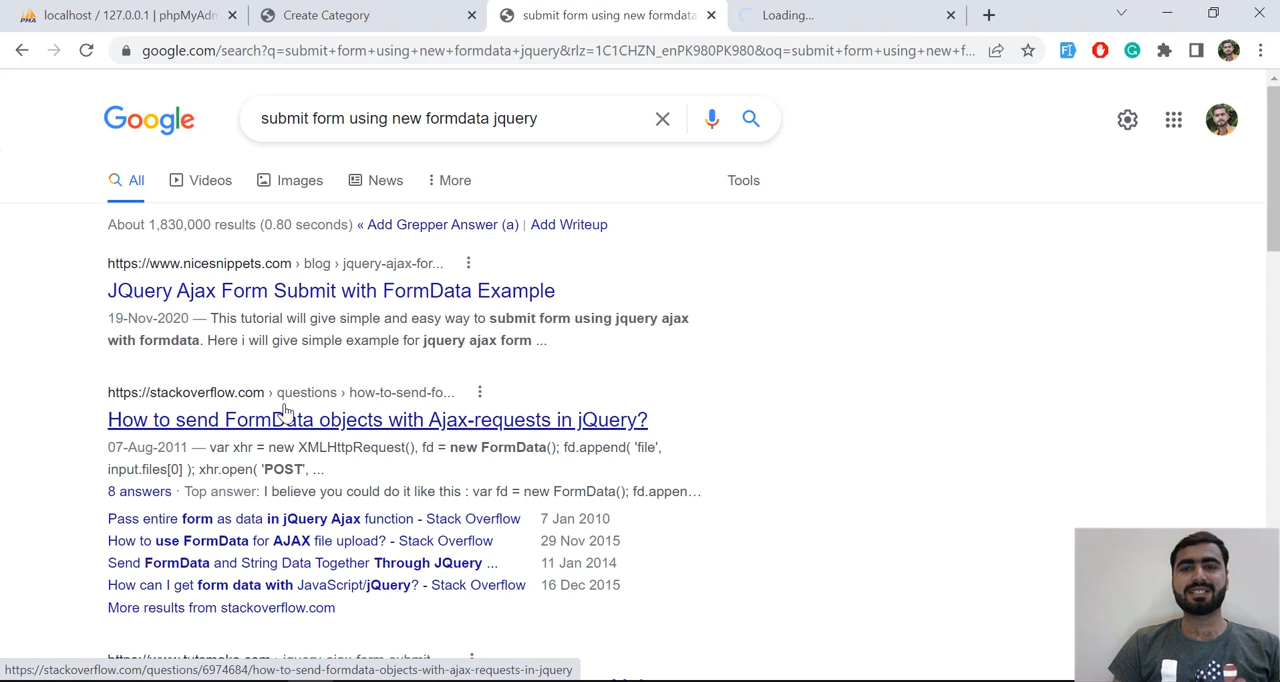 localhost / 127.0.0.1 | phpMyAdm
Create Category
submit form using new formdata
Loading...
google.com/search?q=submit+form+using+new+formdata+jquery&rlz=1C1CHZN_enPK980PK980&oq=submit+form+using+new+f...
Google
submit form using new formdata jquery
All
Videos
Images
News
More
Tools
About 1,830,000 results (0.80 seconds) « Add Grepper Answer (a) | Add Writeup
https://www.nicesnippets.com › blog › jquery-ajax-for...
JQuery Ajax Form Submit with FormData Example
19-Nov-2020 — This tutorial will give simple and easy way to submit form using jquery ajax
with formdata. Here i will give simple example for jquery ajax form ...
https://stackoverflow.com › questions › how-to-send-fo...
How to send FormData objects with Ajax-requests in jQuery?
07-Aug-2011 — var xhr = new XMLHttpRequest(), fd = new FormData(); fd.append( 'file',
input.files[0] ); xhr.open( 'POST', ...
8 answers · Top answer: I believe you could do it like this : var fd = new FormData(); fd.appen...
Pass entire form as data in jQuery Ajax function - Stack Overflow 7 Jan 2010
How to use FormData for AJAX file upload? - Stack Overflow 29 Nov 2015
Send FormData and String Data Together Through JQuery ... 11 Jan 2014
How can I get form data with JavaScript/jQuery? - Stack Overflow 16 Dec 2015
More results from stackoverflow.com
https://stackoverflow.com/questions/6974684/how-to-send-formdata-objects-with-ajax-requests-in-jquery